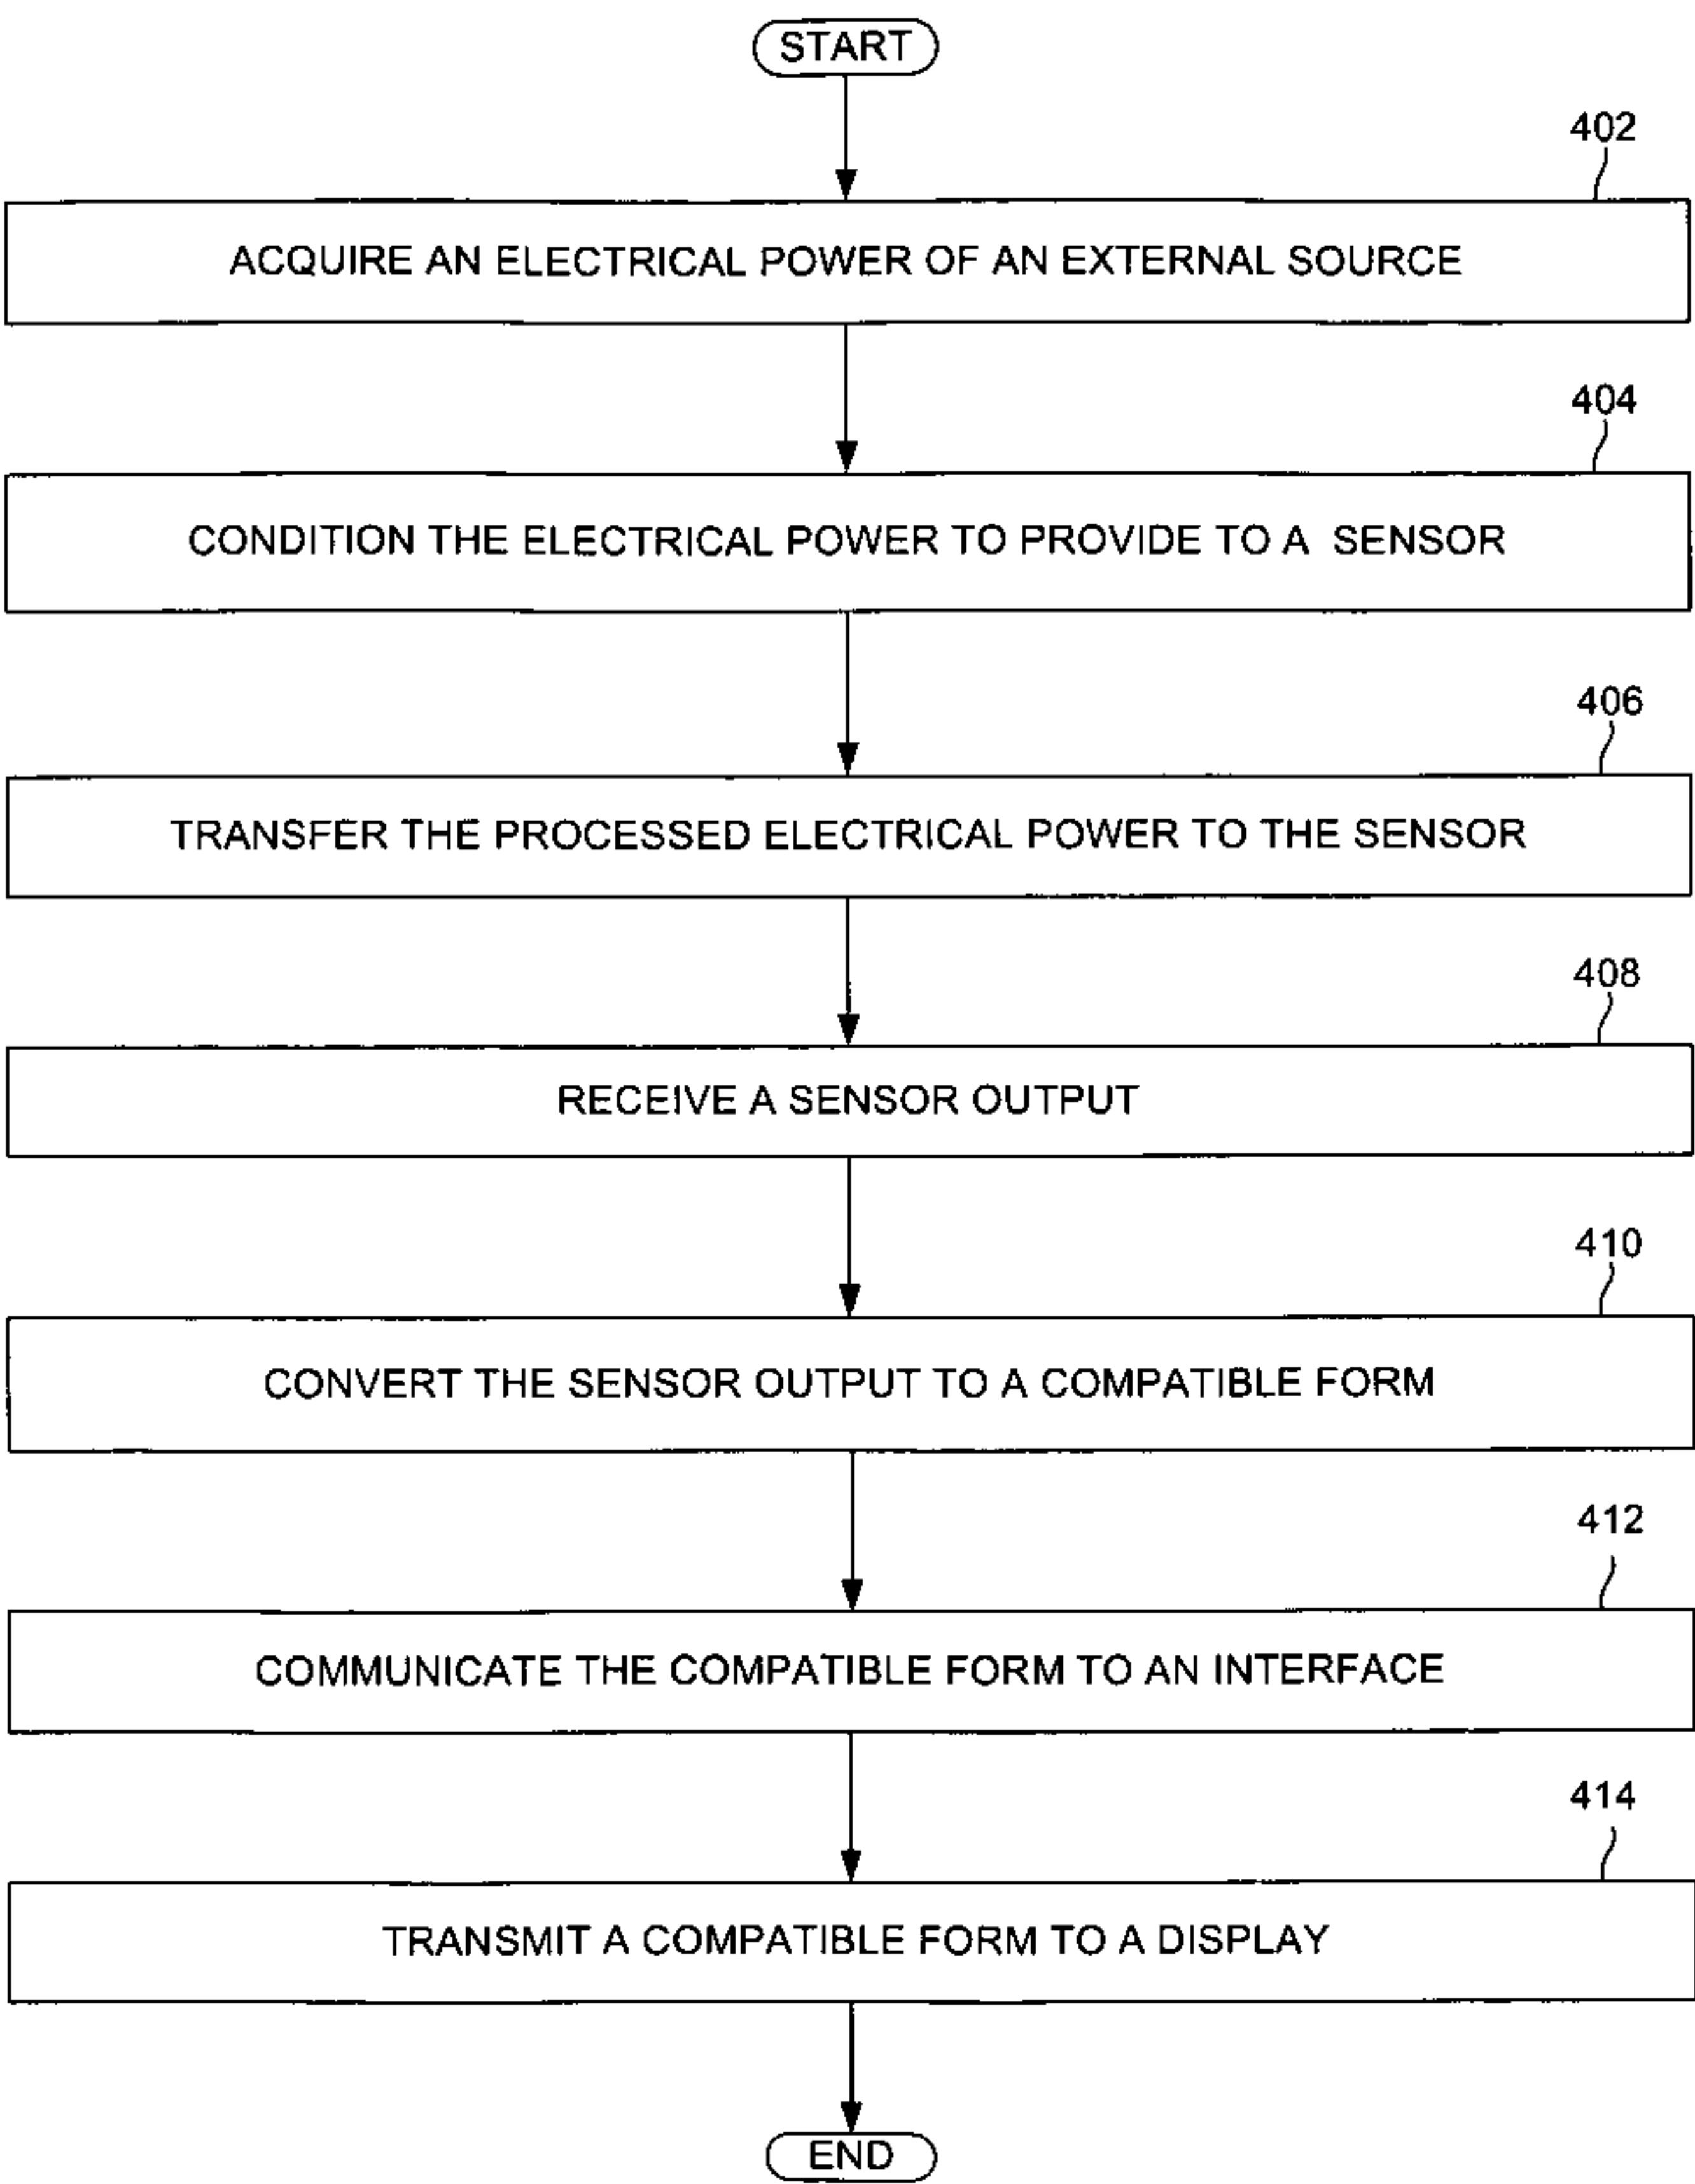 START
402
ACQUIRE AN ELECTRICAL POWER OF AN EXTERNAL SOURCE
404
CONDITION THE ELECTRICAL POWER TO PROVIDE TO A SENSOR
406
TRANSFER THE PROCESSED ELECTRICAL POWER TO THE SENSOR
408
RECEIVE A SENSOR OUTPUT
410
CONVERT THE SENSOR OUTPUT TO A COMPATIBLE FORM
412
COMMUNICATE THE COMPATIBLE FORM TO AN INTERFACE
414
TRANSMIT A COMPATIBLE FORM TO A DISPLAY
END